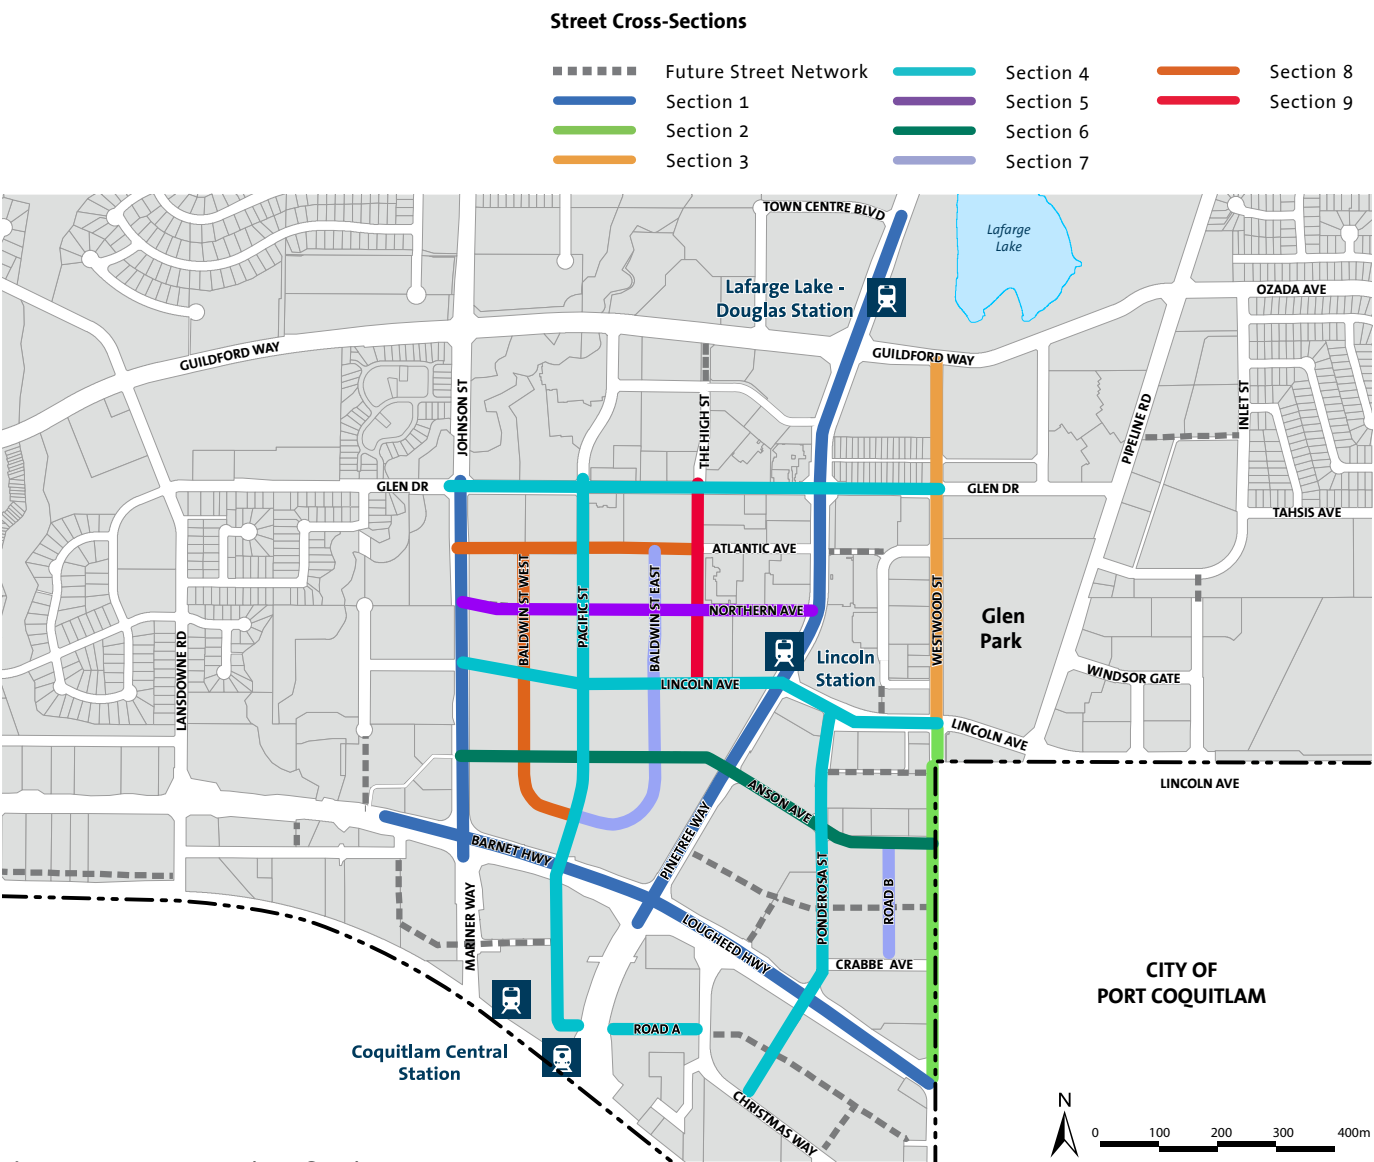 Street Cross-Sections
Future Street Network
Section 1
Section 2
Section 3
Section 4
Section 5
Section 6
Section 7
Section 8
Section 9
TOWN CENTRE BLVD
Lafarge
Lake
Lafarge Lake -
Douglas Station
OZADA AVE
GUILDFORD WAY
GUILDFORD WAY
JOHNSON ST
THE HIGH ST
PIPELINE RD
INLET ST
GLEN DR
GLEN DR
TAHSIS AVE
ATLANTIC AVE
BALDWIN ST WEST
PACIFIC ST
BALDWIN ST EAST
NORTHERN AVE
WESTWOOD ST
Glen
Park
LANSDOWNE RD
Lincoln
Station
WINDSOR GATE
LINCOLN AVE
LINCOLN AVE
LINCOLN AVE
ANSON AVE
PINETREE WAY
BARNET HWY
PONDEROSA ST
ROAD B
MARINER WAY
LOUGHEED HWY
CRABBE AVE
CITY OF
PORT COQUITLAM
ROAD A
Coquitlam Central
Station
CHRISTMAS WAY
N
0 100 200 300 400m